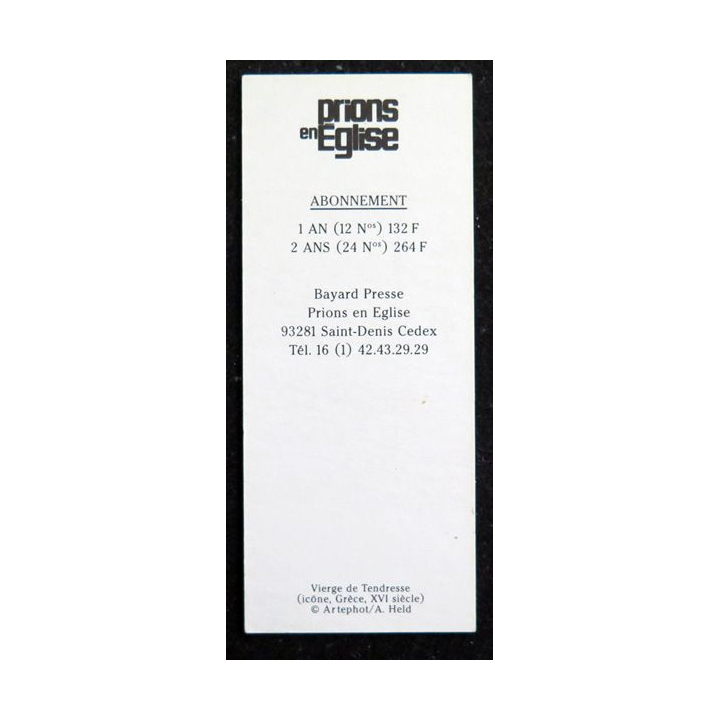 prions
en Église
ABONNEMENT
1 AN (12 Nos) 132 F
2 ANS (24 Nos) 264 F
Bayard Presse
Prions en Eglise
93281 Saint-Denis Cedex
Tél. 16 (1) 42.43.29.29
Vierge de Tendresse
(icône, Grèce, XVI siècle)
© Artephot/A. Held